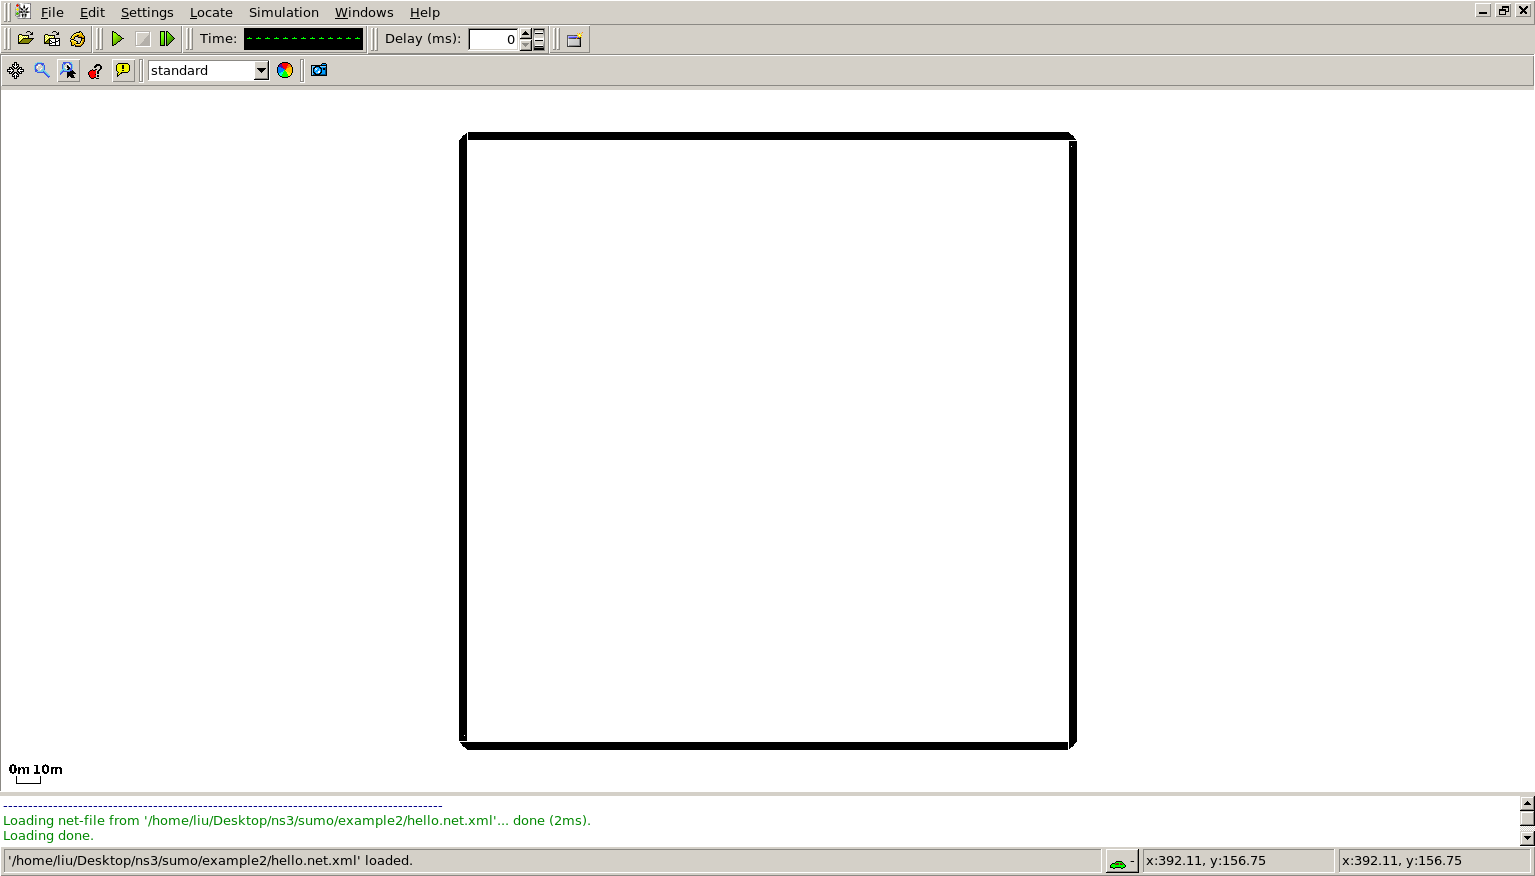 File Edit Settings Locate Simulation Windows Help
Time: Delay (ms): 0
standard
0m 10m
----------------------------------------------------------------------------------------
Loading net-file from '/home/liu/Desktop/ns3/sumo/example2/hello.net.xml'... done (2ms).
Loading done.
'/home/liu/Desktop/ns3/sumo/example2/hello.net.xml' loaded. - x:392.11, y:156.75 x:392.11, y:156.75